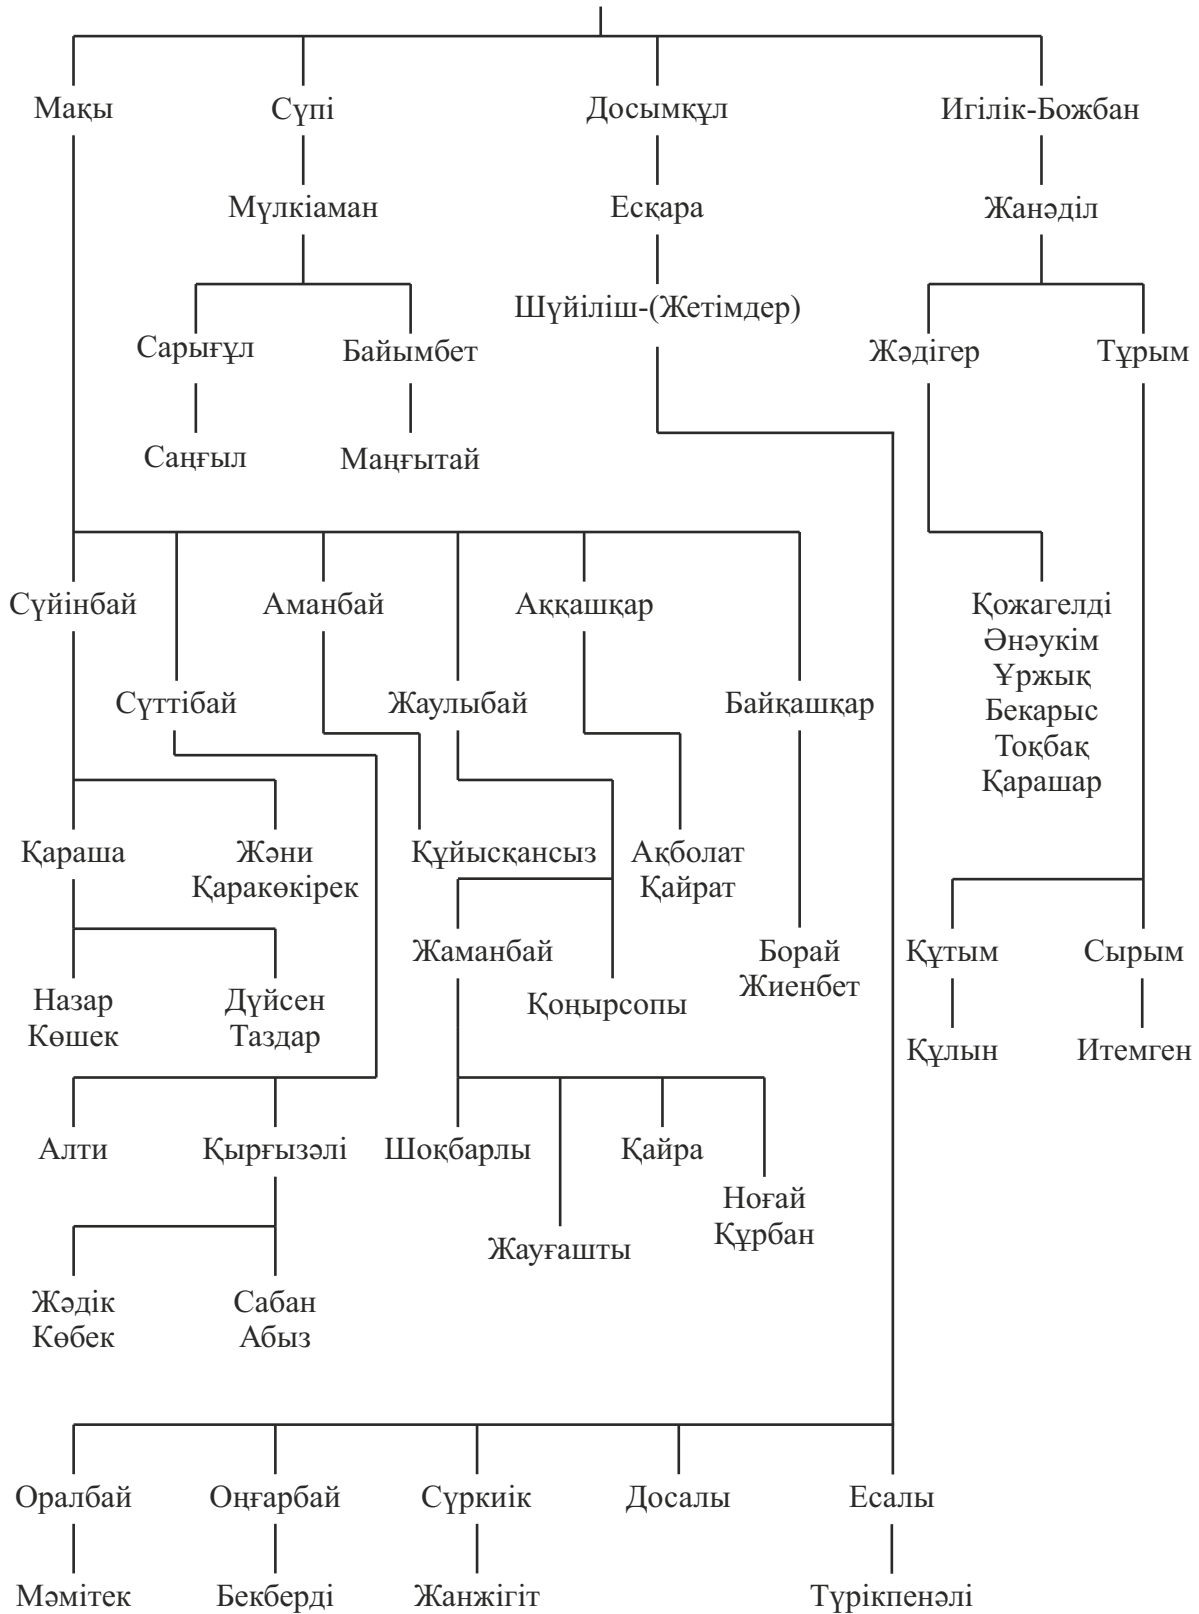 Мақы
Сүпі
Досымқұл
Игілік-Божбан
Мүлкіаман
Есқара
Жанәділ
Шүйіліш-(Жетімдер)
Сарығұл
Байымбет
Жәдігер
Тұрым
Саңғыл
Маңғытай
Сүйінбай
Аманбай
Аққашқар
Қожагелді
Әнәукім
Ұржық
Бекарыс
Тоқбақ
Қарашар
Сүттібай
Жаулыбай
Байқашқар
Қараша
Жәни
Қаракөкірек
Құйысқансыз
Ақболат
Қайрат
Жаманбай
Борай
Жиенбет
Құтым
Сырым
Назар
Көшек
Дүйсен
Таздар
Қоңырсопы
Құлын
Итемген
Алти
Қырғызәлі
Шоқбарлы
Қайра
Ноғай
Құрбан
Жауғашты
Жәдік
Көбек
Сабан
Абыз
Оралбай
Оңғарбай
Сүркиік
Досалы
Есалы
Мәмітек
Бекберді
Жанжігіт
Түрікпенәлі